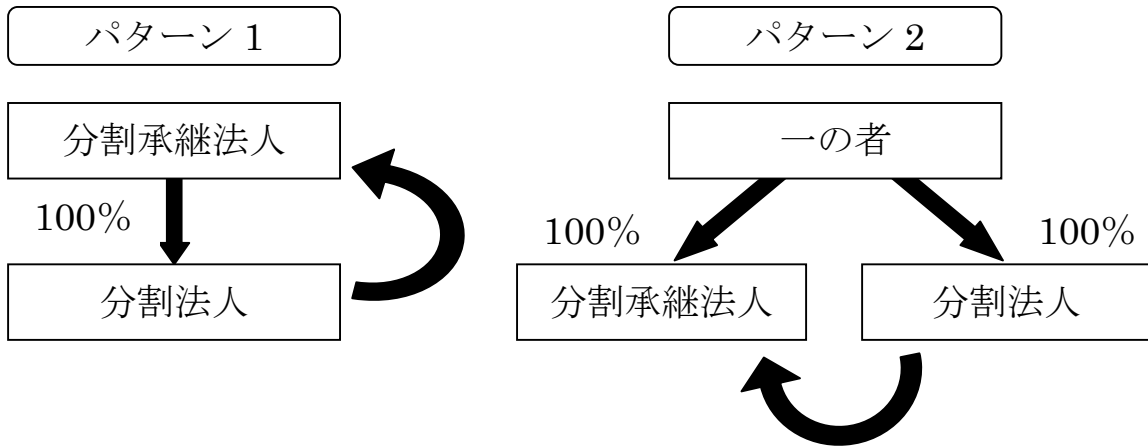 パターン 1
分割承継法人
100%
分割法人
パターン 2
一の者
100%
100%
分割承継法人
分割法人